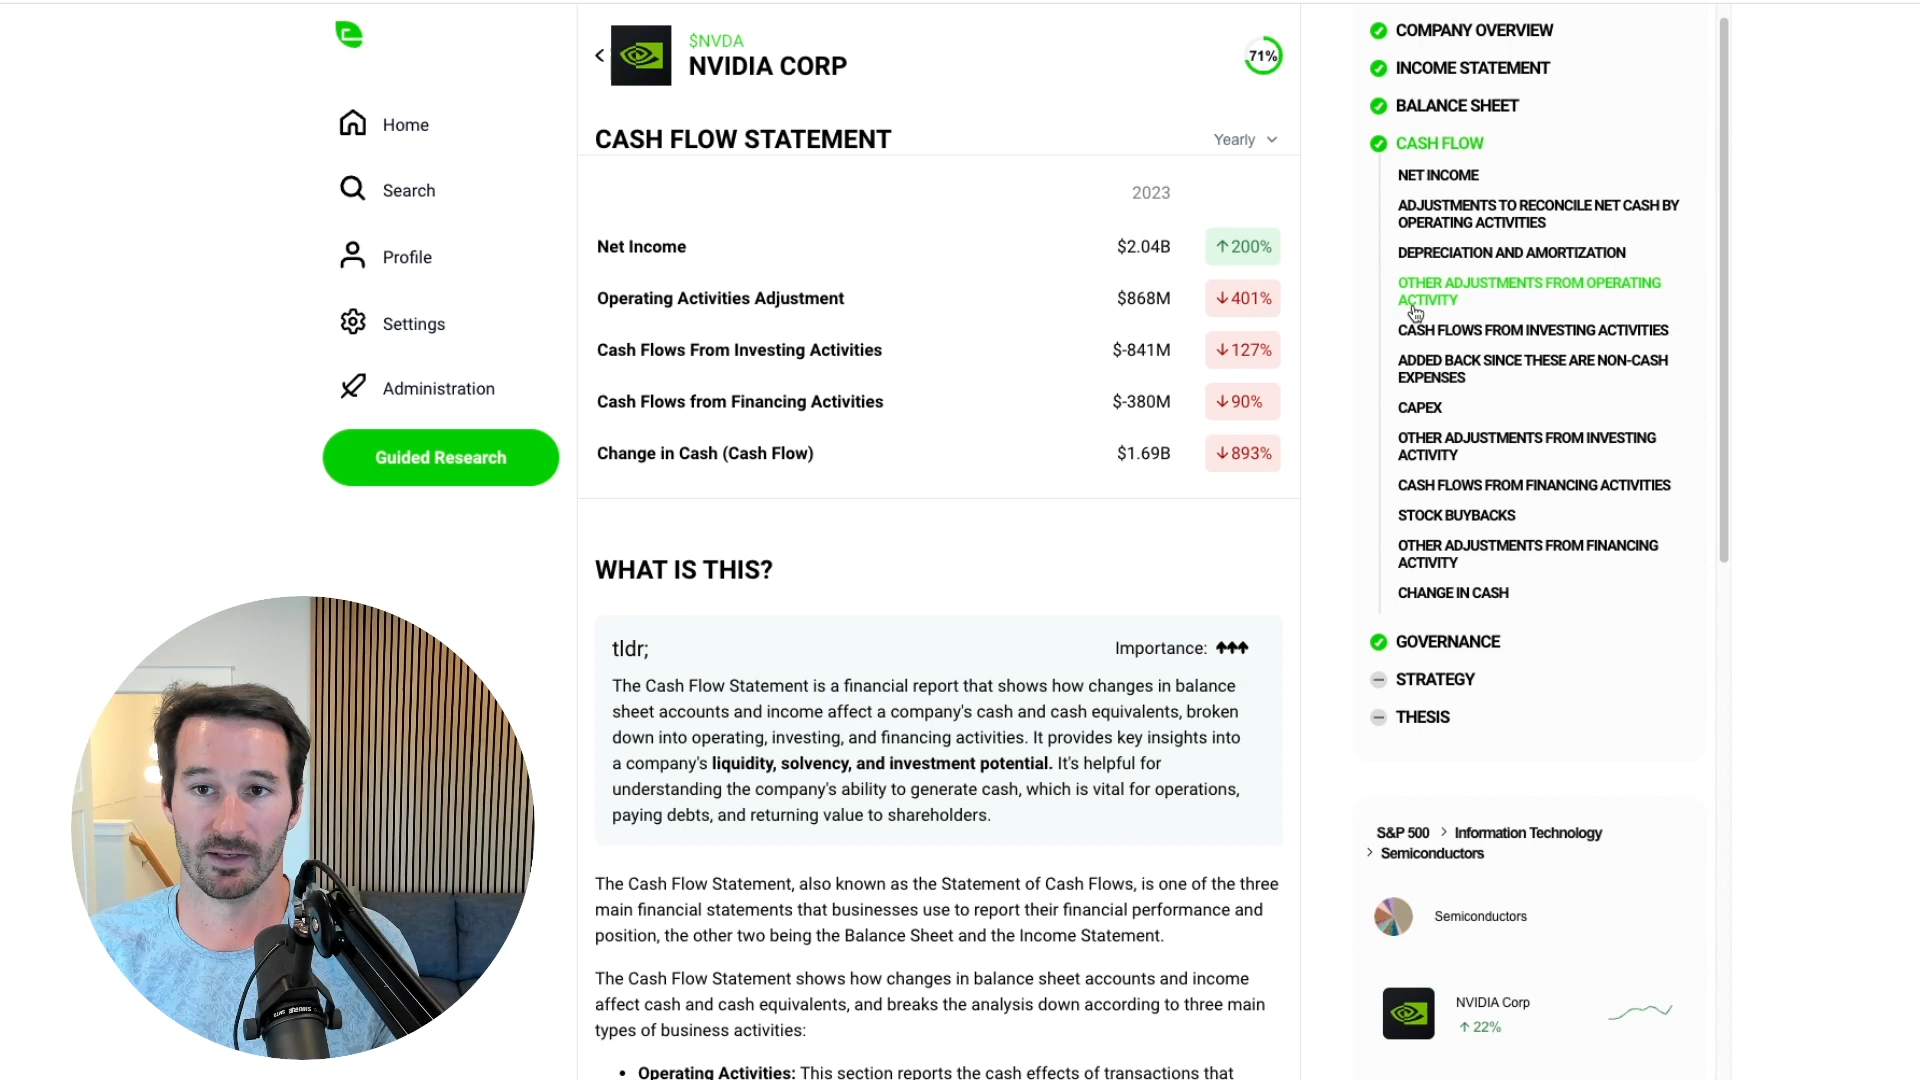 $NVDA
NVIDIA CORP
71%
CASH FLOW STATEMENT
Yearly
2023
Net Income $2.04B ↑200%
Operating Activities Adjustment $868M ↓401%
Cash Flows From Investing Activities $-841M ↓127%
Cash Flows from Financing Activities $-380M ↓90%
Change in Cash (Cash Flow) $1.69B ↓893%
Home
Search
Profile
Settings
Administration
Guided Research
WHAT IS THIS?
tldr;
Importance:
The Cash Flow Statement is a financial report that shows how changes in balance
sheet accounts and income affect a company's cash and cash equivalents, broken
down into operating, investing, and financing activities. It provides key insights into
a company's liquidity, solvency, and investment potential. It's helpful for
understanding the company's ability to generate cash, which is vital for operations,
paying debts, and returning value to shareholders.
The Cash Flow Statement, also known as the Statement of Cash Flows, is one of the three
main financial statements that businesses use to report their financial performance and
position, the other two being the Balance Sheet and the Income Statement.
The Cash Flow Statement shows how changes in balance sheet accounts and income
affect cash and cash equivalents, and breaks the analysis down according to three main
types of business activities:
• Operating Activities: This section reports the cash effects of transactions that
COMPANY OVERVIEW
INCOME STATEMENT
BALANCE SHEET
CASH FLOW
NET INCOME
ADJUSTMENTS TO RECONCILE NET CASH BY
OPERATING ACTIVITIES
DEPRECIATION AND AMORTIZATION
OTHER ADJUSTMENTS FROM OPERATING
ACTIVITY
CASH FLOWS FROM INVESTING ACTIVITIES
ADDED BACK SINCE THESE ARE NON-CASH
EXPENSES
CAPEX
OTHER ADJUSTMENTS FROM INVESTING
ACTIVITY
CASH FLOWS FROM FINANCING ACTIVITIES
STOCK BUYBACKS
OTHER ADJUSTMENTS FROM FINANCING
ACTIVITY
CHANGE IN CASH
GOVERNANCE
STRATEGY
THESIS
S&P 500 > Information Technology
> Semiconductors
Semiconductors
NVIDIA Corp
↑ 22%